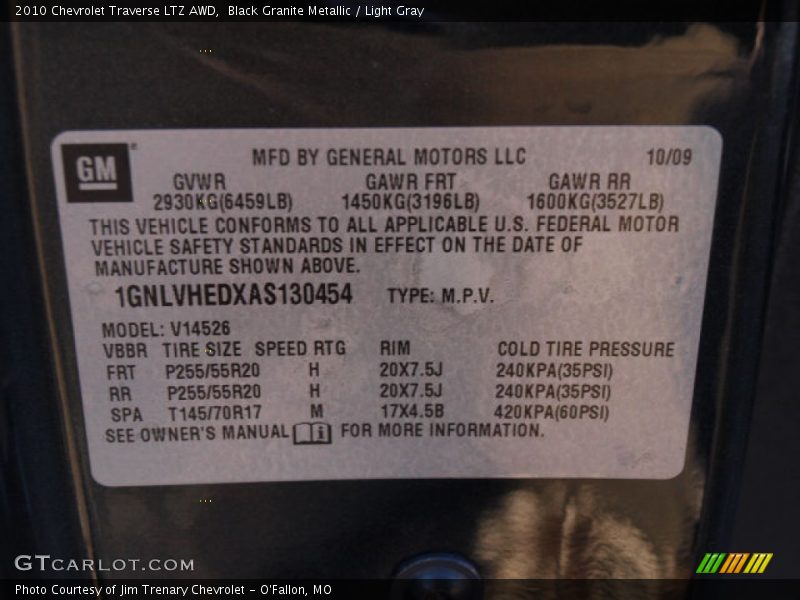 2010 Chevrolet Traverse LTZ AWD,  Black Granite Metallic / Light Gray
GM
MFD BY GENERAL MOTORS LLC 10/09
GVWR GAWR FRT GAWR RR
2930KG(6459LB) 1450KG(3196LB) 1600KG(3527LB)
THIS VEHICLE CONFORMS TO ALL APPLICABLE U.S. FEDERAL MOTOR
VEHICLE SAFETY STANDARDS IN EFFECT ON THE DATE OF
MANUFACTURE SHOWN ABOVE.
1GNLVHEDXAS130454 TYPE: M.P.V.
MODEL: V14526
VBBR TIRE SIZE SPEED RTG RIM COLD TIRE PRESSURE
FRT P255/55R20 H 20X7.5J 240KPA(35PSI)
RR P255/55R20 H 20X7.5J 240KPA(35PSI)
SPA T145/70R17 M 17X4.5B 420KPA(60PSI)
SEE OWNER'S MANUAL FOR MORE INFORMATION.
GTCARLOT.COM
Photo Courtesy of Jim Trenary Chevrolet - O'Fallon, MO